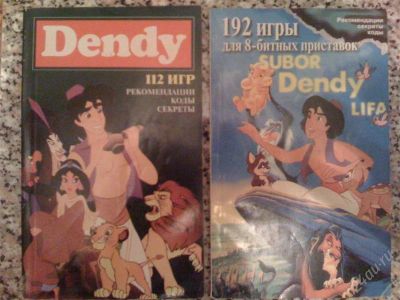 Dendy
112 ИГР
РЕКОМЕНДАЦИИ
КОДЫ
СЕКРЕТЫ
192 игры
для 8-битных приставок
Рекомендации
секреты
коды
SUBOR
Dendy
LIFA